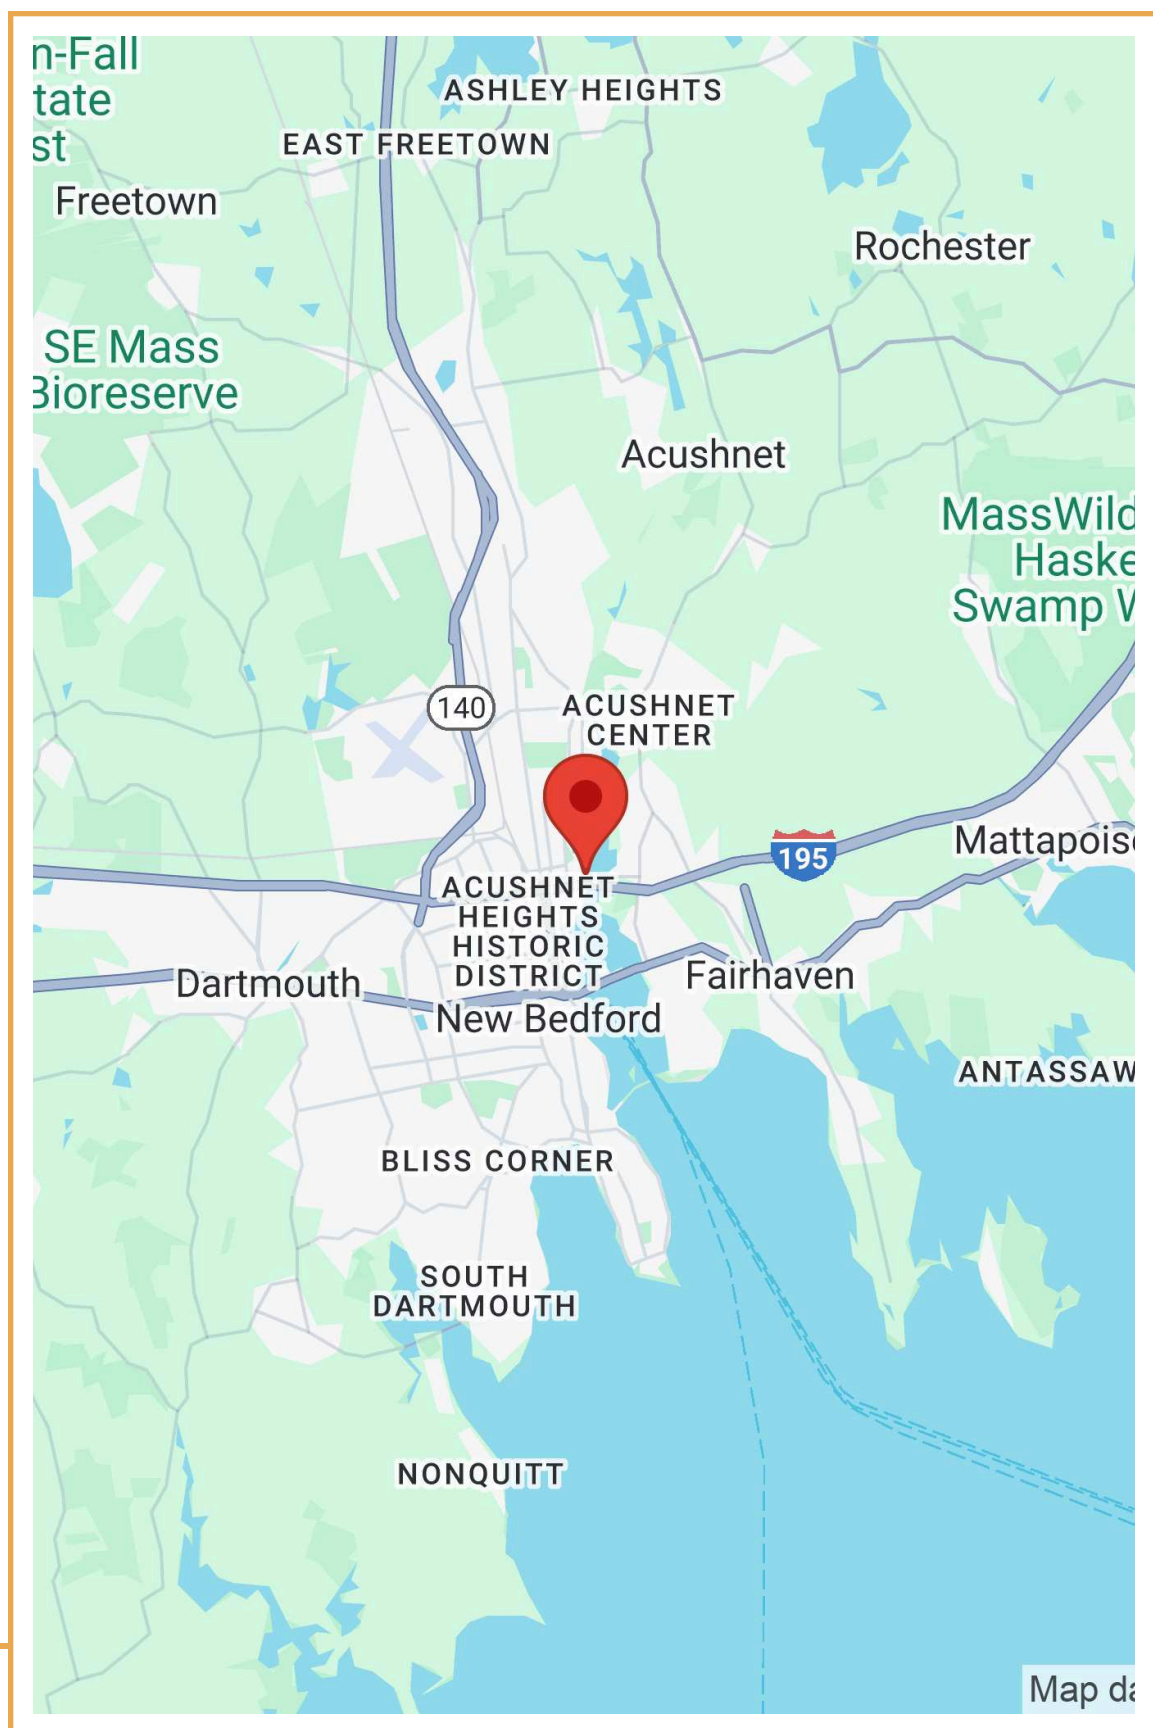 n-Fall
tate
st
ASHLEY HEIGHTS
EAST FREETOWN
Freetown
Rochester
SE Mass
Bioreserve
Acushnet
MassWild
Haske
Swamp W
140
ACUSHNET
CENTER
195
Mattapois
ACUSHNET
HEIGHTS
HISTORIC
DISTRICT
Dartmouth
Fairhaven
New Bedford
ANTASSAW
BLISS CORNER
SOUTH
DARTMOUTH
NONQUITT
Map da